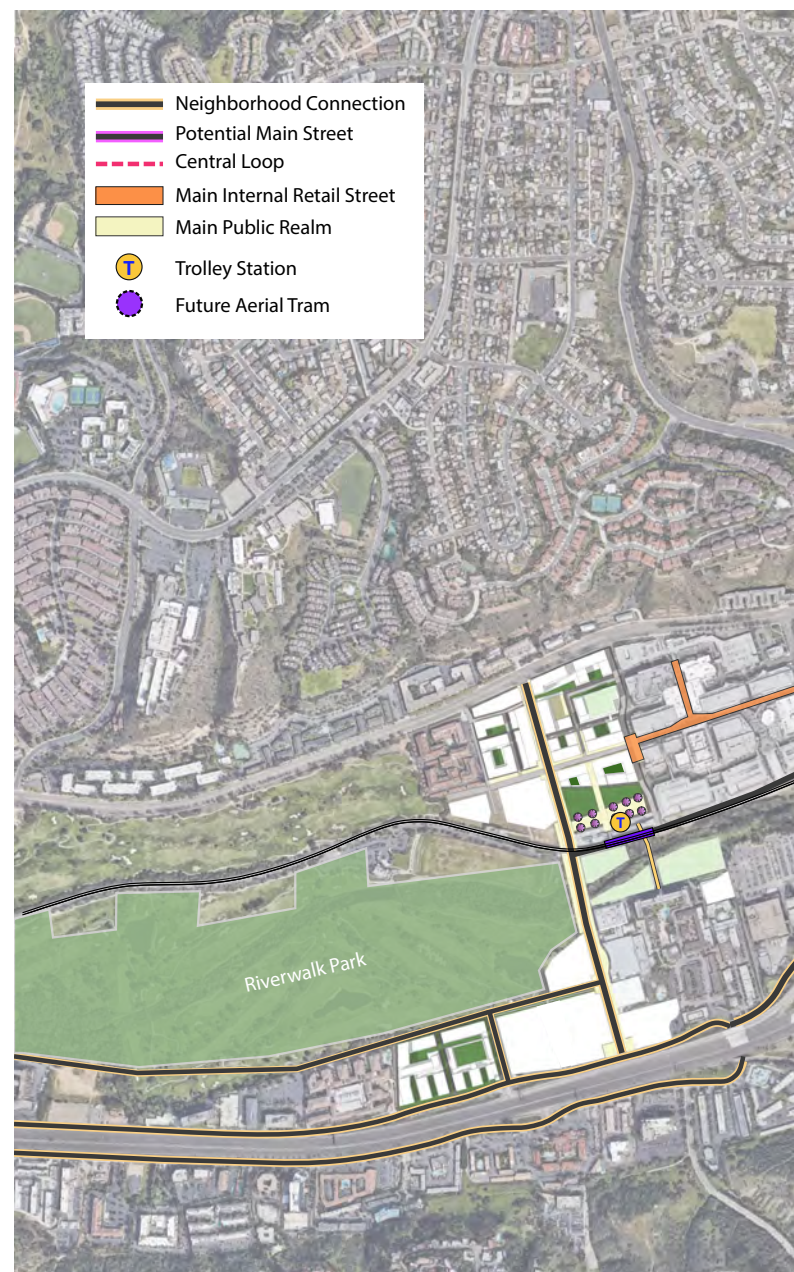 Neighborhood Connection
Potential Main Street
Central Loop
Main Internal Retail Street
Main Public Realm
T
Trolley Station
Future Aerial Tram
T
Riverwalk Park